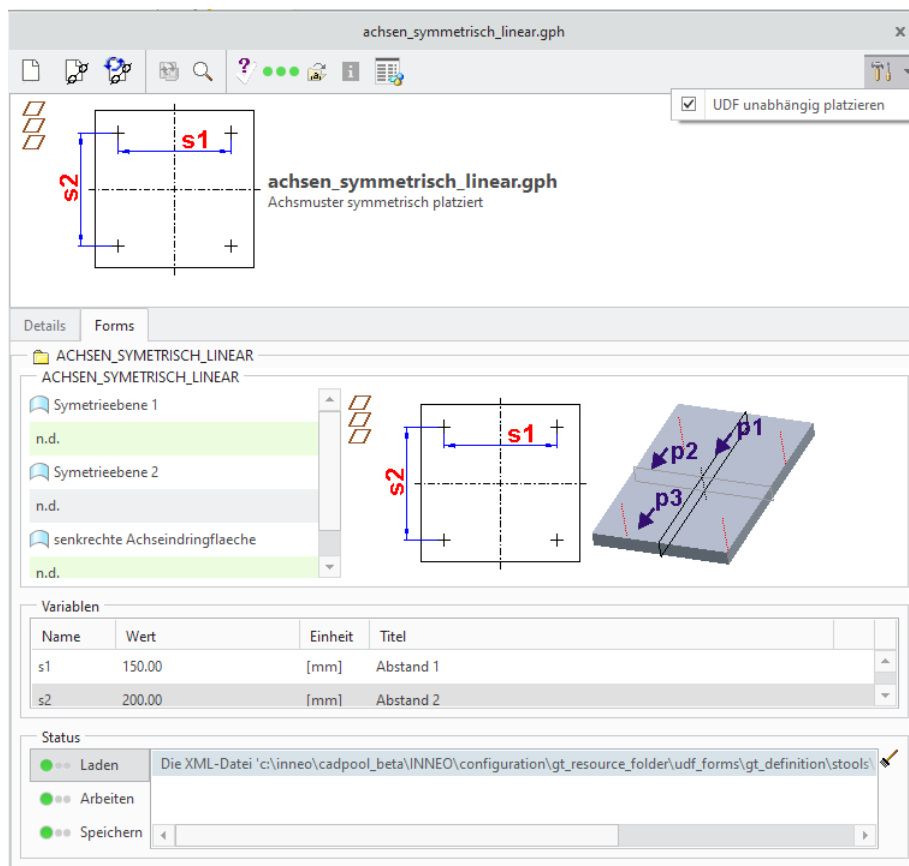 achsen_symmetrisch_linear.gph
x
?
a
i
UDF unabhängig platzieren
s1
s2
achsen_symmetrisch_linear.gph
Achsmuster symmetrisch platziert
Details
Forms
ACHSEN_SYMETRISCH_LINEAR
ACHSEN_SYMETRISCH_LINEAR
Symetrieebene 1
n.d.
Symetrieebene 2
n.d.
senkrechte Achseindringflaeche
n.d.
s1
s2
p1
p2
p3
Variablen
Name Wert Einheit Titel
s1 150.00 [mm] Abstand 1
s2 200.00 [mm] Abstand 2
Status
Laden
Die XML-Datei 'c:\inneo\cadpool_beta\INNEO\configuration\gt_resource_folder\udf_forms\gt_definition\stools\
Arbeiten
Speichern